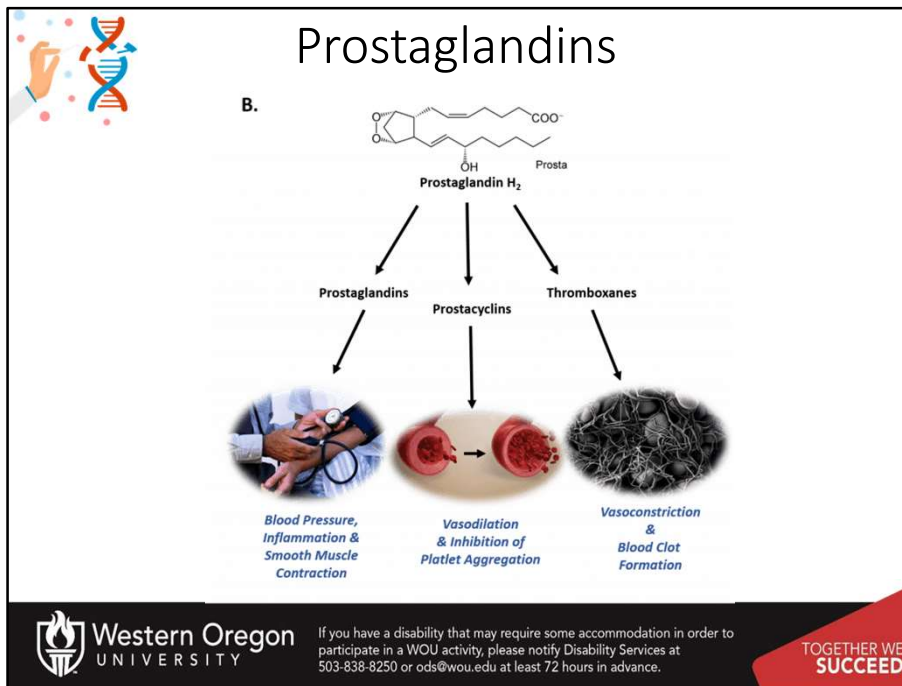 Prostaglandins
B.
O
O
COO⁻
OH
Prosta
Prostaglandin H₂
Prostaglandins
Prostacyclins
Thromboxanes
Blood Pressure,
Inflammation &
Smooth Muscle
Contraction
Vasodilation
& Inhibition of
Platlet Aggregation
Vasoconstriction
&
Blood Clot
Formation
Western Oregon
UNIVERSITY
If you have a disability that may require some accommodation in order to
participate in a WOU activity, please notify Disability Services at
503-838-8250 or ods@wou.edu at least 72 hours in advance.
TOGETHER WE
SUCCEED